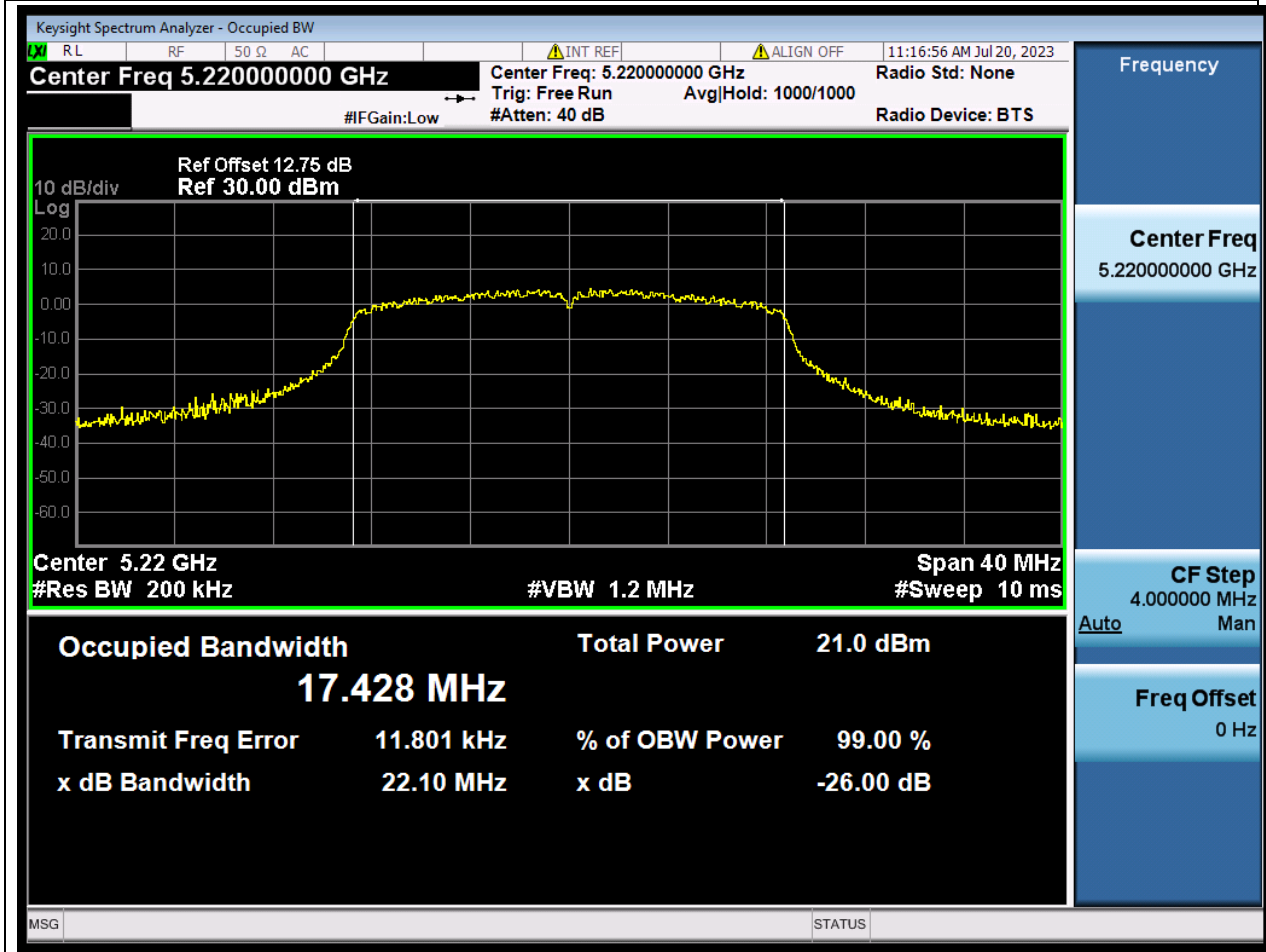 Keysight Spectrum Analyzer - Occupied BW
LXI RL RF 50 Ω AC INT REF ALIGN OFF 11:16:56 AM Jul 20, 2023
Center Freq 5.220000000 GHz
Center Freq: 5.220000000 GHz Radio Std: None
Trig: Free Run Avg|Hold: 1000/1000
#IFGain:Low #Atten: 40 dB Radio Device: BTS
Ref Offset 12.75 dB
10 dB/div Ref 30.00 dBm
Log
20.0
10.0
0.00
-10.0
-20.0
-30.0
-40.0
-50.0
-60.0
Center 5.22 GHz Span 40 MHz
#Res BW 200 kHz #VBW 1.2 MHz #Sweep 10 ms
Occupied Bandwidth Total Power 21.0 dBm
17.428 MHz
Transmit Freq Error 11.801 kHz % of OBW Power 99.00 %
x dB Bandwidth 22.10 MHz x dB -26.00 dB
Frequency
Center Freq
5.220000000 GHz
CF Step
4.000000 MHz
Auto Man
Freq Offset
0 Hz
MSG STATUS